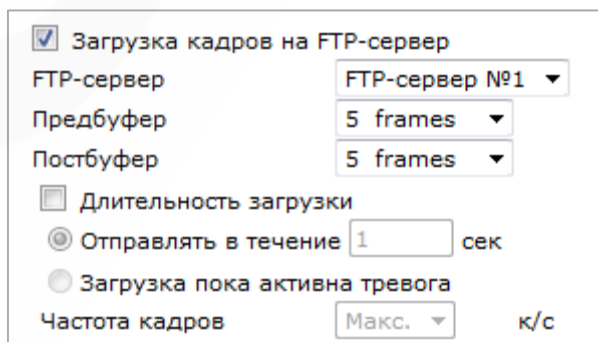 Загрузка кадров на FTP-сервер
FTP-сервер FTP-сервер №1
Предбуфер 5 frames
Постбуфер 5 frames
Длительность загрузки
Отправлять в течение 1 сек
Загрузка пока активна тревога
Частота кадров Макс. к/с